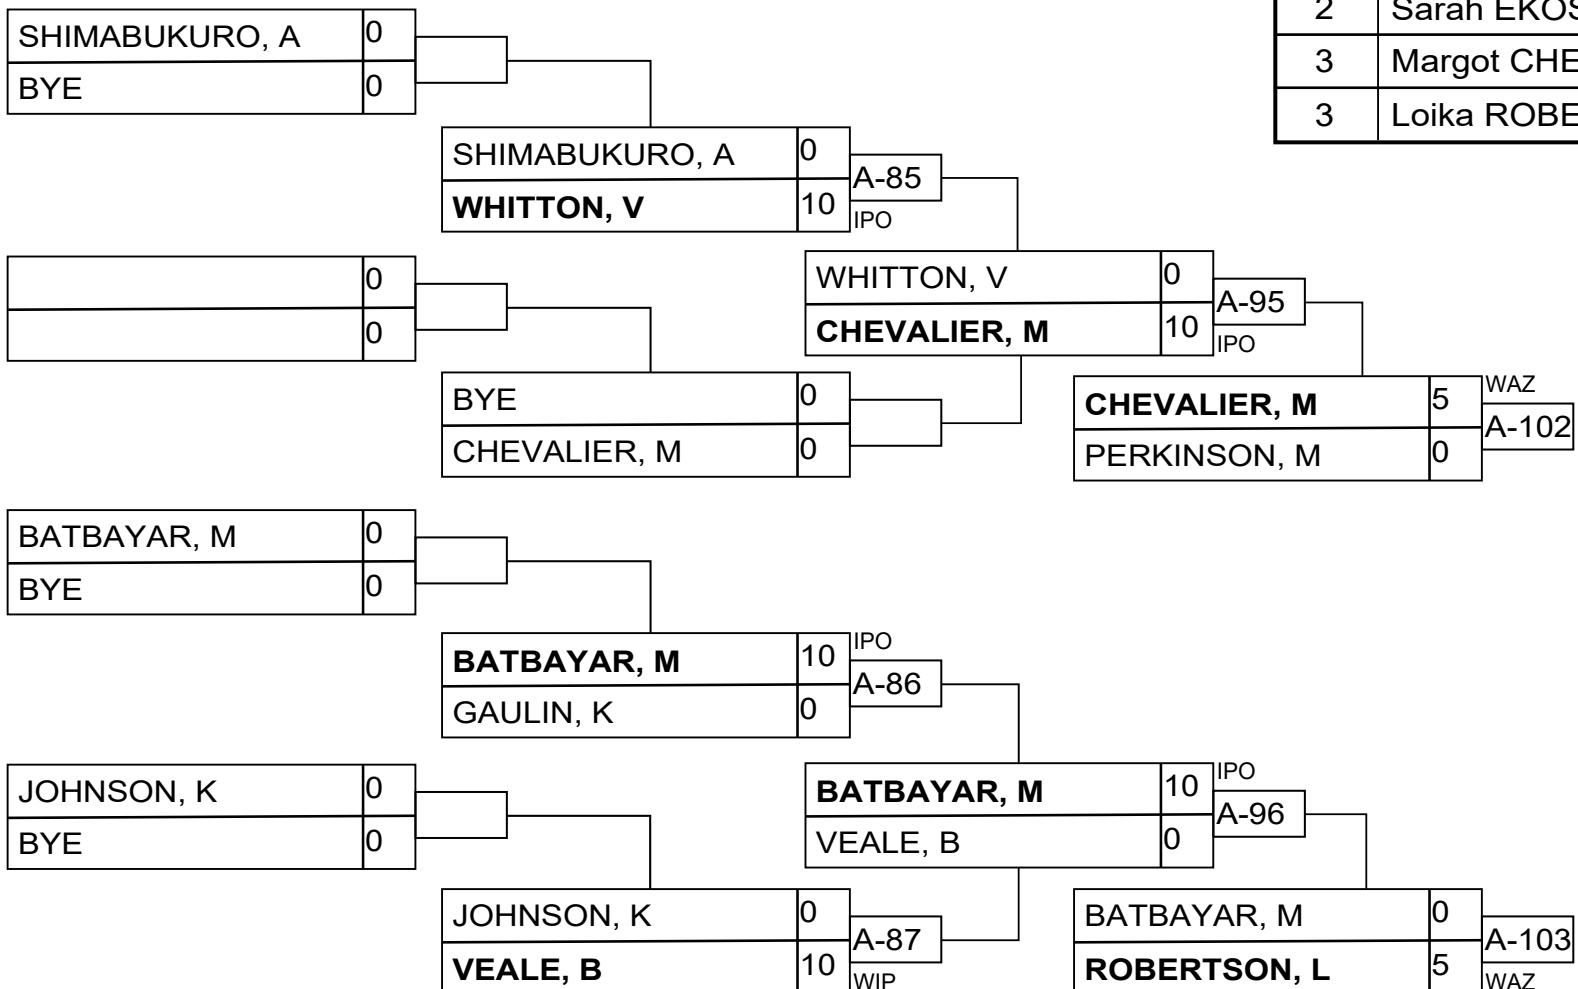 2 Sarah
3 Margot
3 Loika
SHIMABUKURO, A 0
BYE 0
SHIMABUKURO, A 0
WHITTON, V 10
A-85
IPO
0
0
WHITTON, V 0
CHEVALIER, M 10
A-95
IPO
BYE 0
CHEVALIER, M 0
CHEVALIER, M 5
PERKINSON, M 0
WAZ
A-102
BATBAYAR, M 0
BYE 0
BATBAYAR, M 10
GAULIN, K 0
IPO
A-86
JOHNSON, K 0
BYE 0
BATBAYAR, M 10
VEALE, B 0
IPO
A-96
JOHNSON, K 0
VEALE, B 10
A-87
WIP
BATBAYAR, M 0
ROBERTSON, L 5
A-103
WAZ